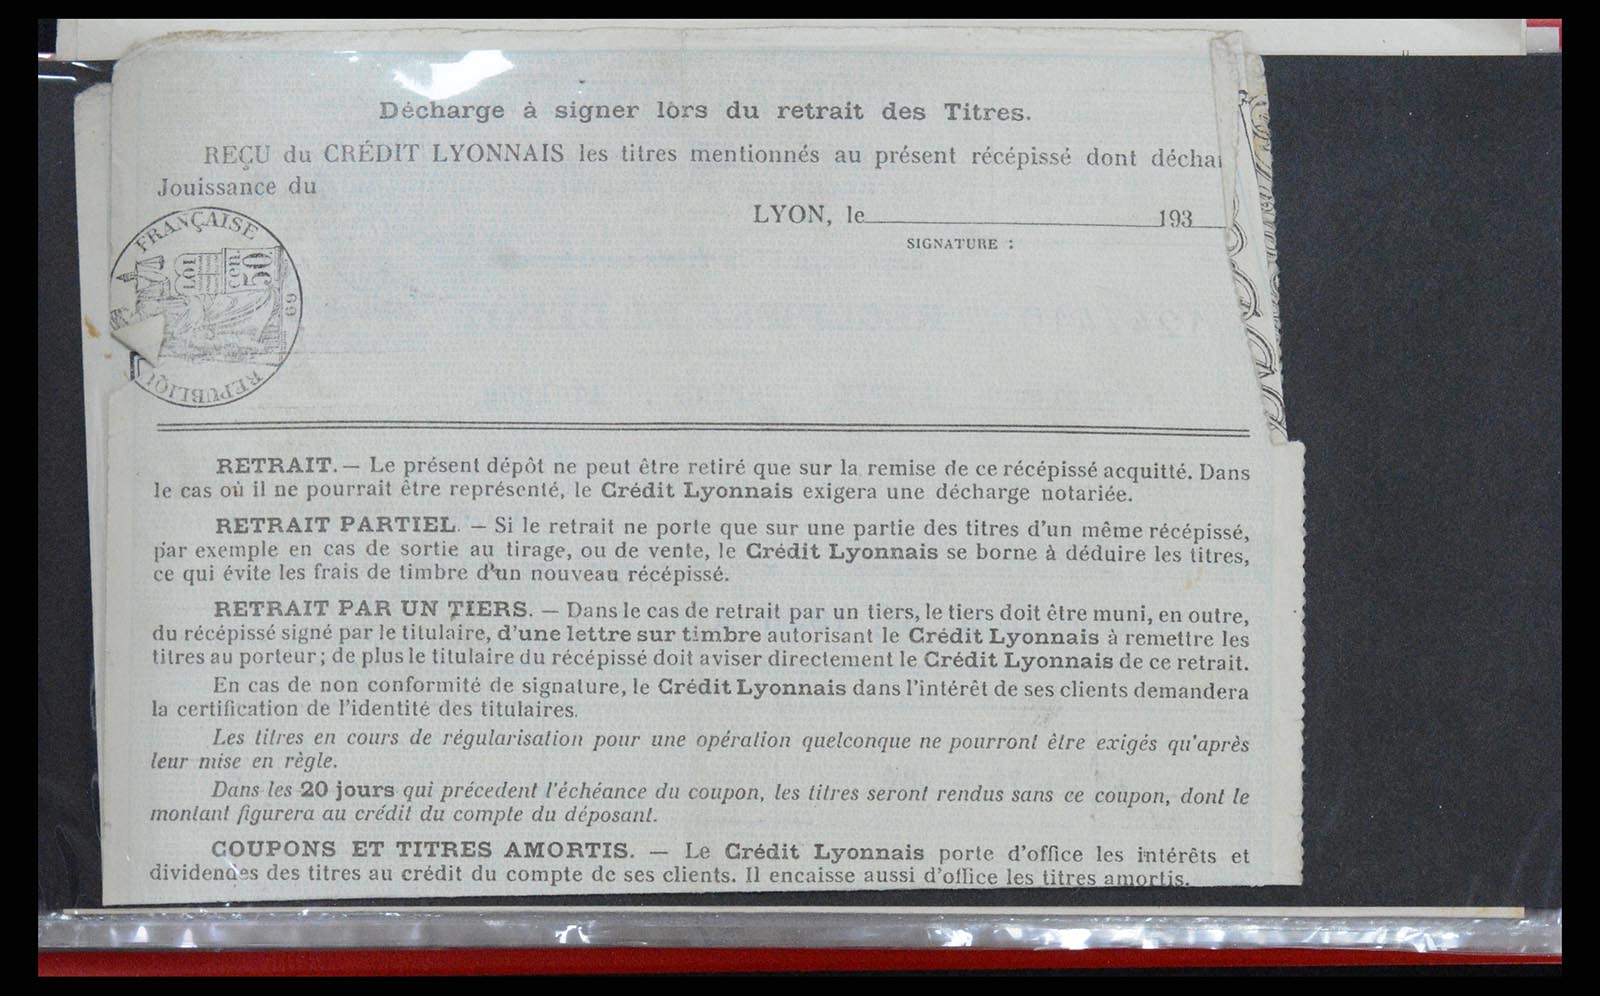 Décharge à signer lors du retrait des Titres.
REÇU du CRÉDIT LYONNAIS les titres mentionnés au présent récépissé dont déchar
Jouissance du
LYON, le 193
SIGNATURE :
RÉPUBLIQU FRANÇAISE
LOI
50 cen.
69
RETRAIT. — Le présent dépôt ne peut être retiré que sur la remise de ce récépissé acquitté. Dans
le cas où il ne pourrait être représenté, le Crédit Lyonnais exigera une décharge notariée.
RETRAIT PARTIEL. — Si le retrait ne porte que sur une partie des titres d'un même récépissé,
par exemple en cas de sortie au tirage, ou de vente, le Crédit Lyonnais se borne à déduire les titres,
ce qui évite les frais de timbre d'un nouveau récépissé.
RETRAIT PAR UN TIERS. — Dans le cas de retrait par un tiers, le tiers doit être muni, en outre,
du récépissé signé par le titulaire, d'une lettre sur timbre autorisant le Crédit Lyonnais à remettre les
titres au porteur; de plus le titulaire du récépissé doit aviser directement le Crédit Lyonnais de ce retrait.
En cas de non conformité de signature, le Crédit Lyonnais dans l'intérêt de ses clients demandera
la certification de l'identité des titulaires.
Les titres en cours de régularisation pour une opération quelconque ne pourront être exigés qu'après
leur mise en règle.
Dans les 20 jours qui précedent l'échéance du coupon, les titres seront rendus sans ce coupon, dont le
montant figurera au crédit du compte du déposant.
COUPONS ET TITRES AMORTIS. — Le Crédit Lyonnais porte d'office les intérêts et
dividendes des titres au crédit du compte de ses clients. Il encaisse aussi d'office les titres amortis.